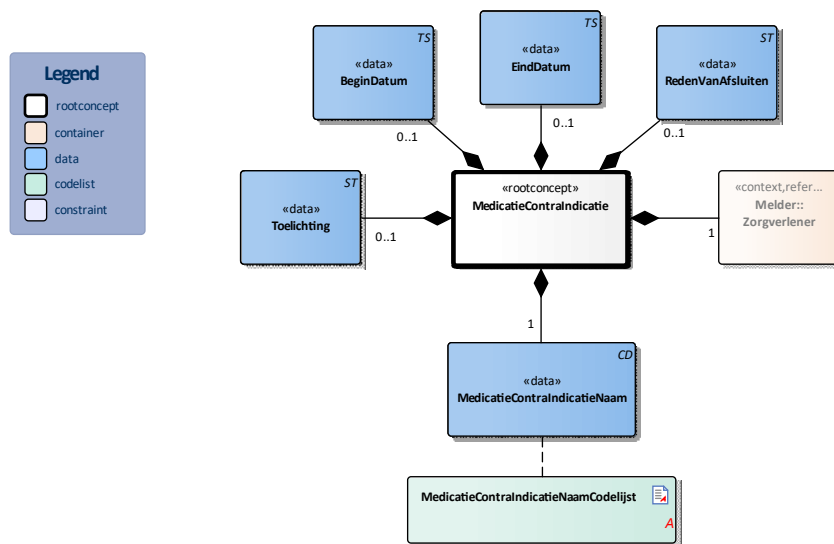 Legend
rootconcept
container
data
codelist
constraint
TS
«data»
BeginDatum
0..1
TS
«data»
EindDatum
0..1
ST
«data»
RedenVanAfsluiten
0..1
ST
«data»
Toelichting
0..1
«rootconcept»
MedicatieContraIndicatie
«context,refer...
Melder::
Zorgverlener
1
1
CD
«data»
MedicatieContraIndicatieNaam
MedicatieContraIndicatieNaamCodelijst
A